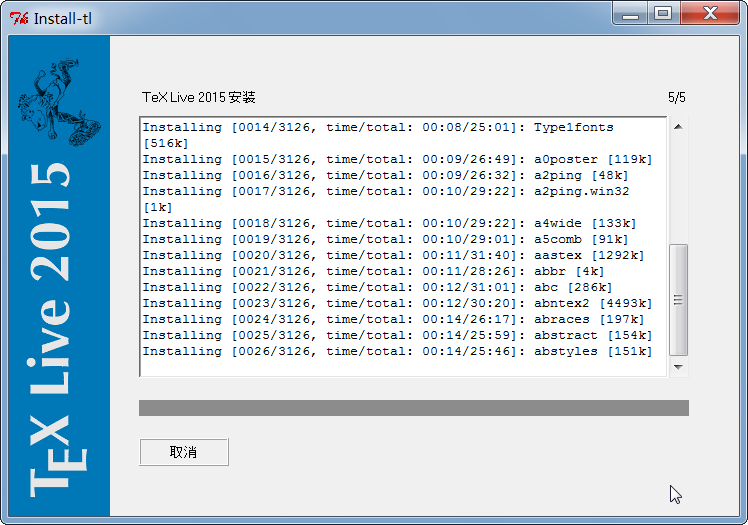 Install-tl
TeX Live 2015
TeX Live 2015 安装
5/5
Installing [0014/3126, time/total: 00:08/25:01]: Type1fonts
[516k]
Installing [0015/3126, time/total: 00:09/26:49]: a0poster [119k]
Installing [0016/3126, time/total: 00:09/26:32]: a2ping [48k]
Installing [0017/3126, time/total: 00:10/29:22]: a2ping.win32
[1k]
Installing [0018/3126, time/total: 00:10/29:22]: a4wide [133k]
Installing [0019/3126, time/total: 00:10/29:01]: a5comb [91k]
Installing [0020/3126, time/total: 00:11/31:40]: aastex [1292k]
Installing [0021/3126, time/total: 00:11/28:26]: abbr [4k]
Installing [0022/3126, time/total: 00:12/31:01]: abc [286k]
Installing [0023/3126, time/total: 00:12/30:20]: abntex2 [4493k]
Installing [0024/3126, time/total: 00:14/26:17]: abraces [197k]
Installing [0025/3126, time/total: 00:14/25:59]: abstract [154k]
Installing [0026/3126, time/total: 00:14/25:46]: abstyles [151k]
取消